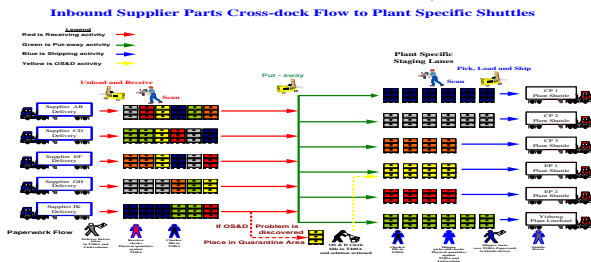 Inbound Supplier Parts Cross-dock Flow to Plant Specific Shuttles
Legend
Red is Receiving activity
Green is Put-away activity
Blue is Shipping activity
Yellow is OS&D activity
Unload and Receive
Scan
Put - away
Plant Specific
Staging Lanes
Pick, Load and Ship
Scan
Supplier AB
Delivery
Supplier CD
Delivery
Supplier EF
Delivery
Supplier GH
Delivery
Supplier JK
Delivery
CP 1
Plant Shuttle
CP 2
Plant Shuttle
CP 3
Plant Shuttle
EP 1
Plant Shuttle
EP 2
Plant Shuttle
Plant Linehaul
Paperwork Flow
If OS&D Problem is
discovered
Place in Quarantine Area
OS & D Clerk